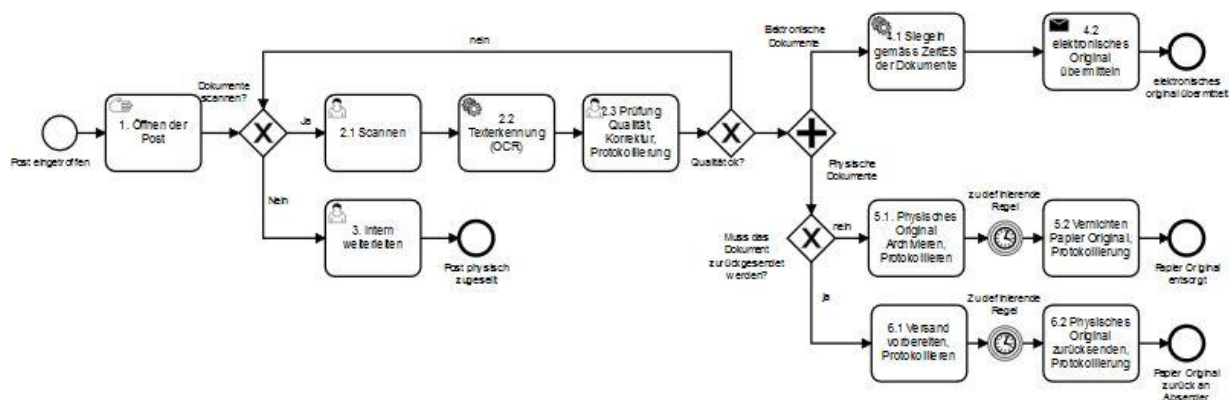 Post eingetroffen
1. Öffnen der
Post
Dokumente
scannen?
nein
Ja
2.1 Scannen
2.2
Texterkennung
(OCR)
2.3 Prüfung
Qualität,
Korrektur,
Protokollierung
Qualität ok?
Nein
3. Intern
weiterleiten
Post physisch
zugeselt
Elektronische
Dokumente
4.1 Siegeln
gemäss ZertES
der Dokumente
4.2
elektronisches
Original
übermitteln
elektronisches
original übermittelt
Physische
Dokumente
Muss das
Dokument
zurückgesendet
werden?
nein
5.1. Physisches
Original
Archivieren,
Protokollieren
zu definierende
Regel
5.2 Vernichten
Papier Original,
Protokollierung
Papier Original
entsorgt
ja
6.1 Versand
vorbereiten,
Protokollieren
Zu definierende
Regel
6.2 Physisches
Original
zurücksenden,
Protokollierung
Papier Original
zurück an
Absender